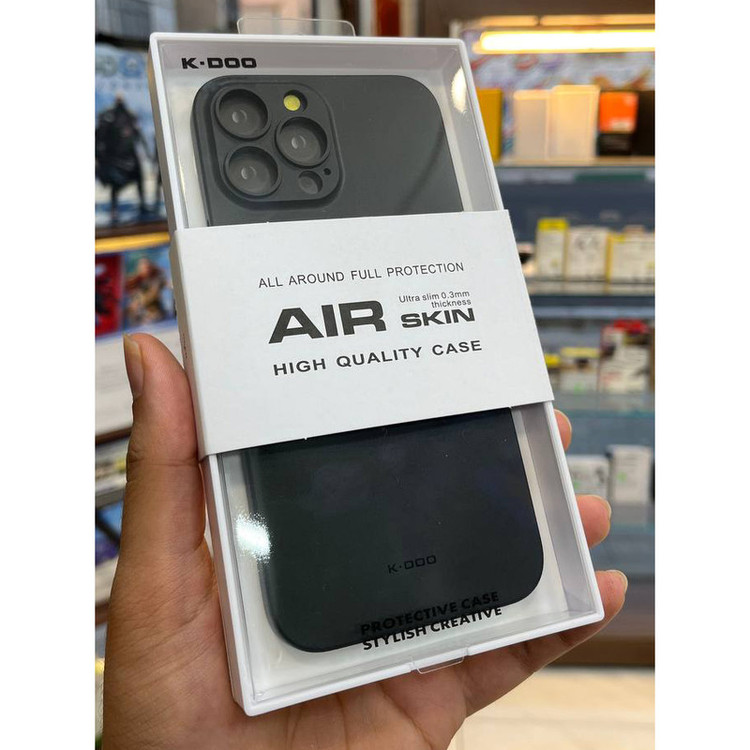 K·DOO
ALL AROUND FULL PROTECTION
Ultra slim 0.3mm
thickness
AIR SKIN
HIGH QUALITY CASE
K·DOO
PROTECTIVE CASE
STYLISH CREATIVE